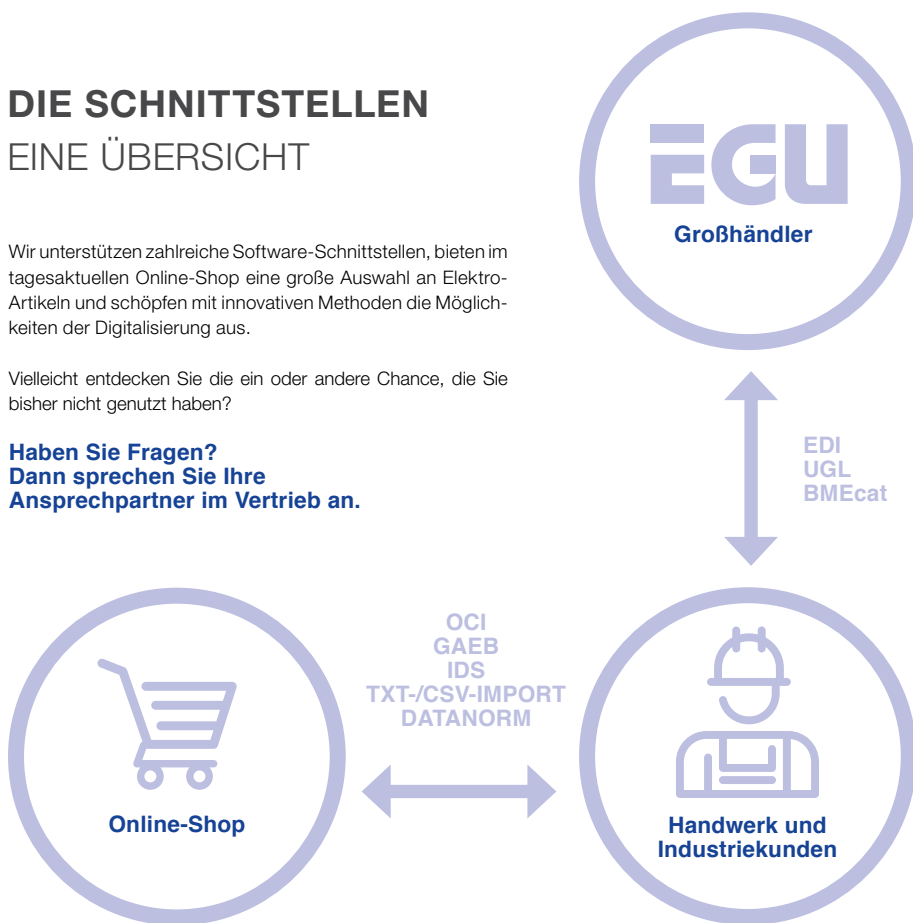 DIE SCHNITTSTELLEN
EINE ÜBERSICHT
Wir unterstützen zahlreiche Software-Schnittstellen, bieten im
tagesaktuellen Online-Shop eine große Auswahl an Elektro-
Artikeln und schöpfen mit innovativen Methoden die Möglich-
keiten der Digitalisierung aus.
Vielleicht entdecken Sie die ein oder andere Chance, die Sie
bisher nicht genutzt haben?
Haben Sie Fragen?
Dann sprechen Sie Ihre
Ansprechpartner im Vertrieb an.
EGU
Großhändler
EDI
UGL
BMEcat
OCI
GAEB
IDS
TXT-/CSV-IMPORT
DATANORM
Online-Shop
Handwerk und
Industriekunden